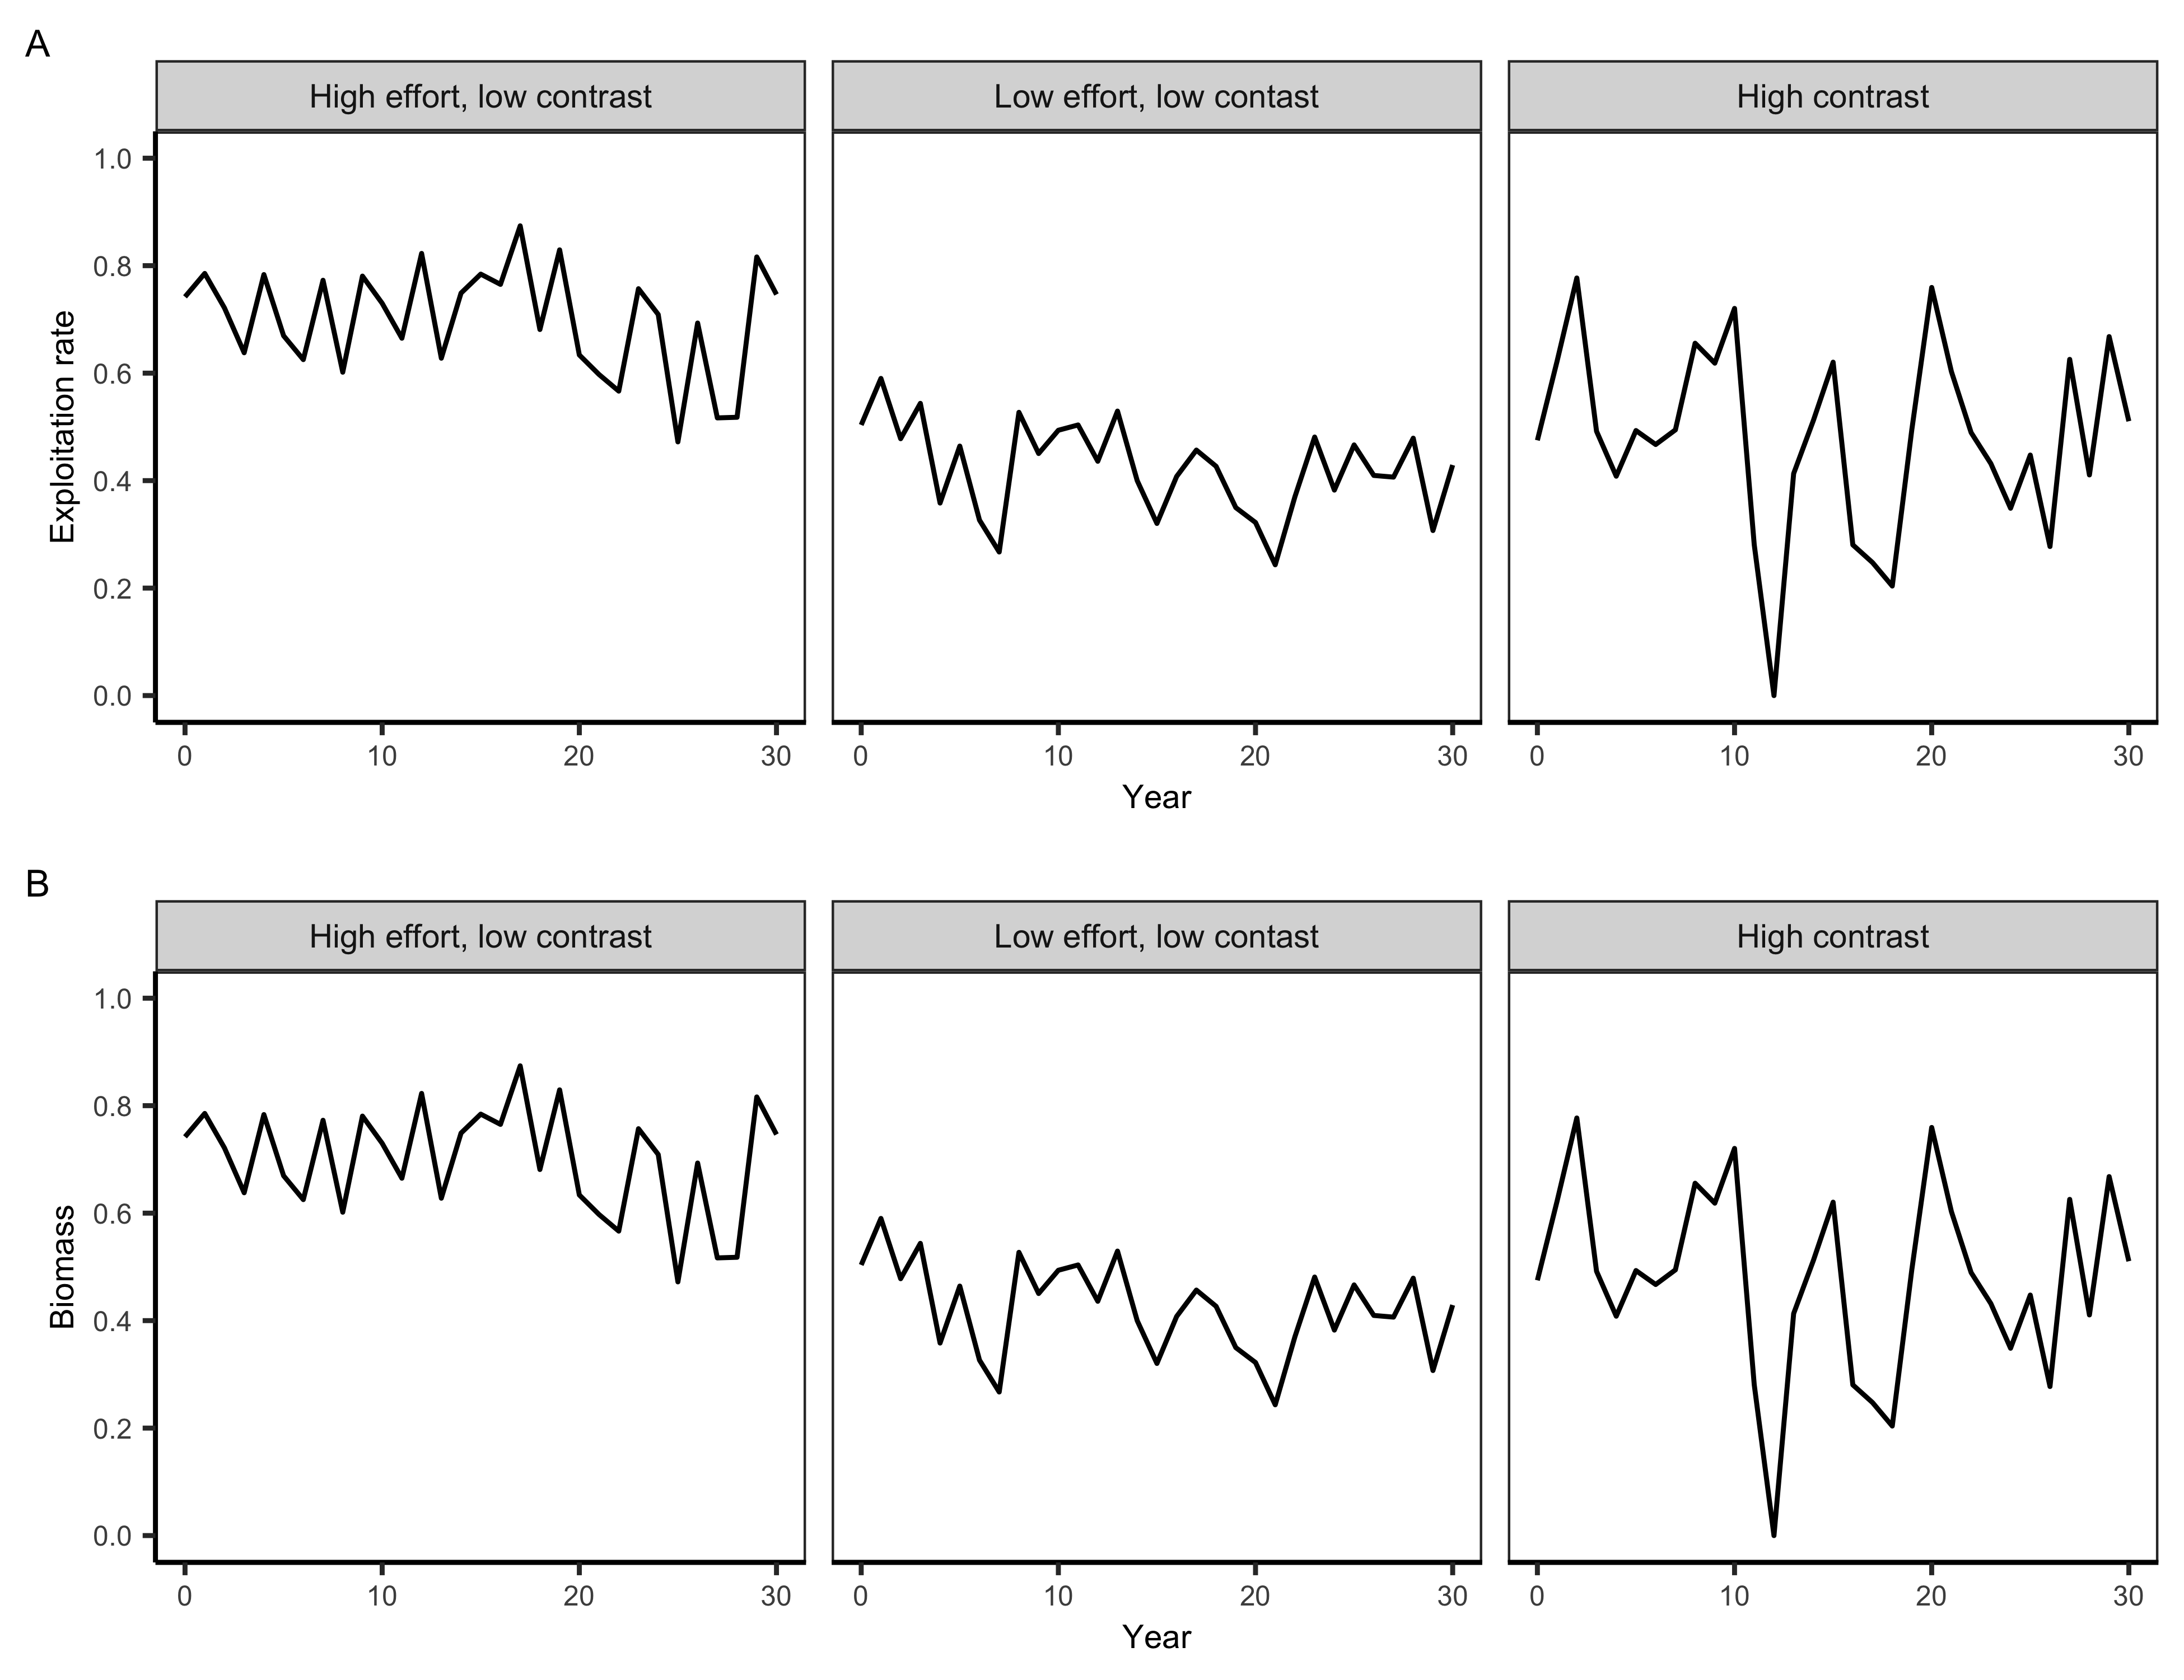 A
High effort, low contrast
Low effort, low contast
High contrast
Exploitation rate
1.0
0.8
0.6
0.4
0.2
0.0
0 10 20 30
0 10 20 30
0 10 20 30
Year
B
High effort, low contrast
Low effort, low contast
High contrast
Biomass
1.0
0.8
0.6
0.4
0.2
0.0
0 10 20 30
0 10 20 30
0 10 20 30
Year